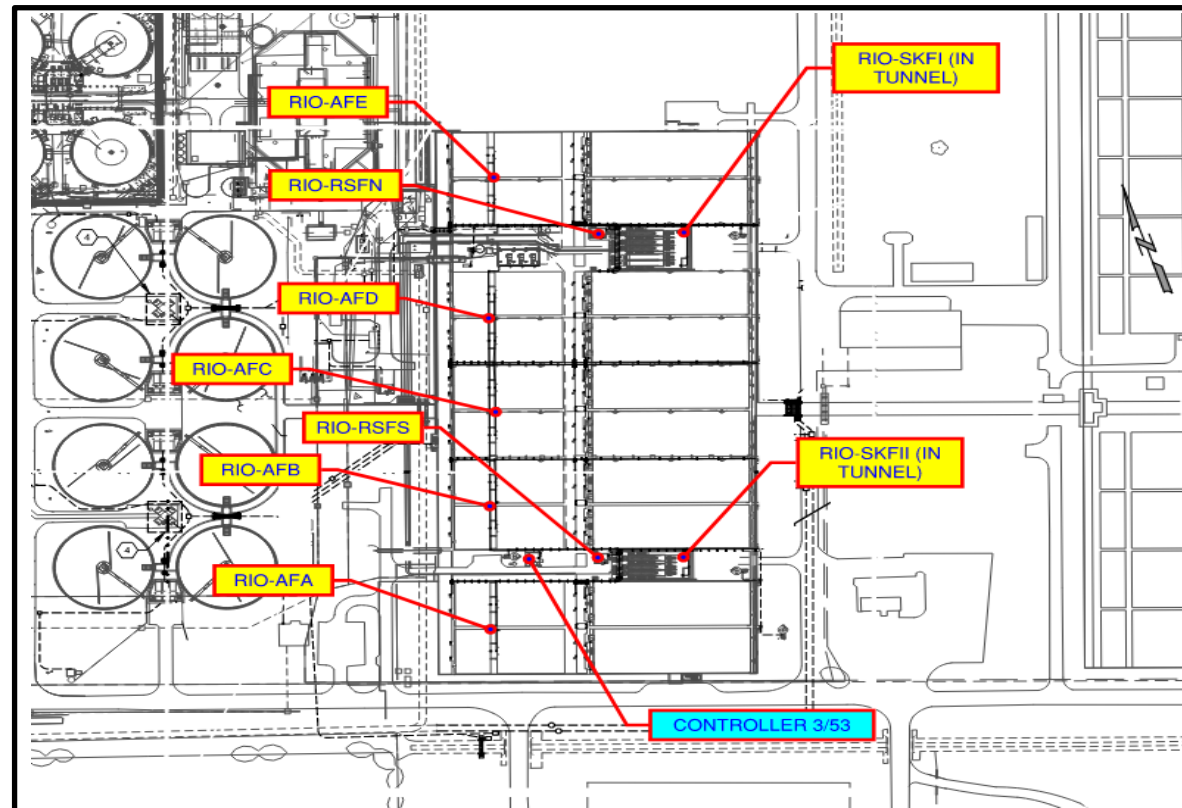 RIO-SKFI (IN
TUNNEL)
RIO-AFE
RIO-RSFN
4
RIO-AFD
RIO-AFC
RIO-RSFS
RIO-SKFII (IN
TUNNEL)
RIO-AFB
4
RIO-AFA
CONTROLLER 3/53